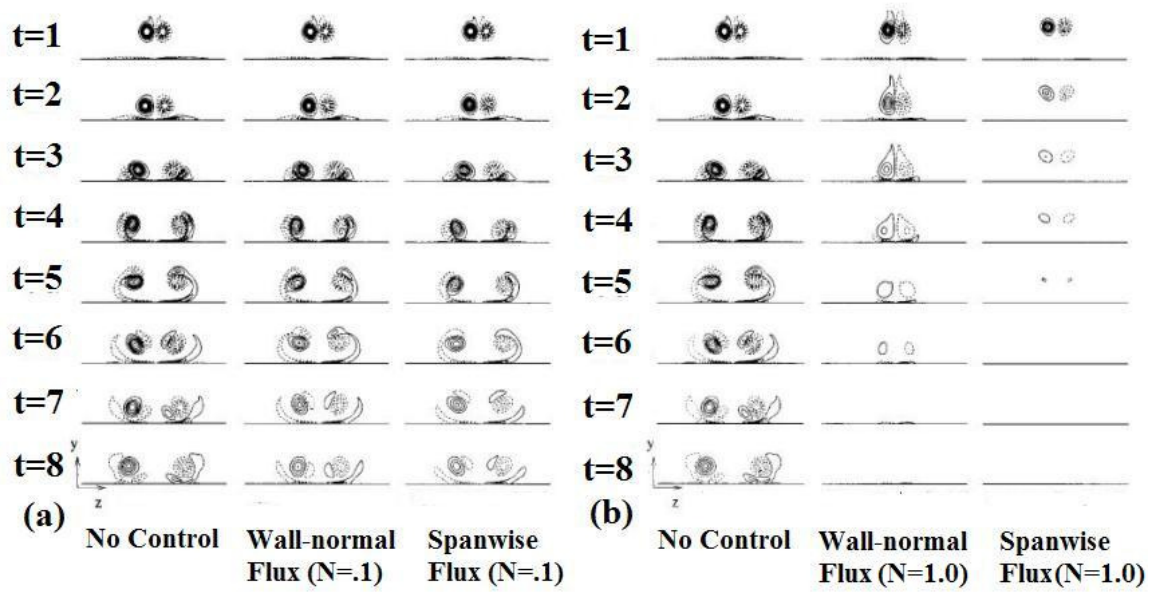 t=1
t=2
t=3
t=4
t=5
t=6
t=7
t=8
y
z
(a)
No Control
Wall-normal
Flux (N=.1)
Spanwise
Flux (N=.1)
t=1
t=2
t=3
t=4
t=5
t=6
t=7
t=8
y
z
(b)
No Control
Wall-normal
Flux (N=1.0)
Spanwise
Flux(N=1.0)